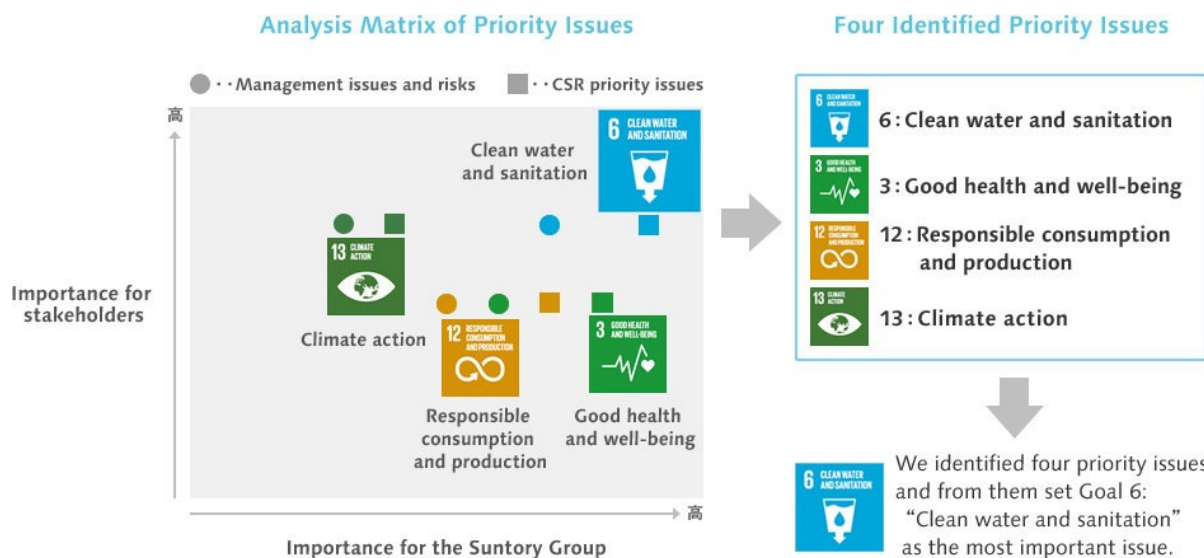 Analysis Matrix of Priority Issues
Four Identified Priority Issues
··Management issues and risks
··CSR priority issues
高
6 CLEAN WATER
AND SANITATION
Clean water
and sanitation
13 CLIMATE
ACTION
Climate action
12 RESPONSIBLE
CONSUMPTION
AND PRODUCTION
Responsible
consumption
and production
3 GOOD HEALTH
AND WELL-BEING
Good health
and well-being
Importance for
stakeholders
高
Importance for the Suntory Group
6 CLEAN WATER
AND SANITATION
6:Clean water and sanitation
3 GOOD HEALTH
AND WELL-BEING
3:Good health and well-being
12 RESPONSIBLE
CONSUMPTION
AND PRODUCTION
12:Responsible consumption
and production
13 CLIMATE
ACTION
13:Climate action
6 CLEAN WATER
AND SANITATION
We identified four priority issues
and from them set Goal 6:
"Clean water and sanitation"
as the most important issue.